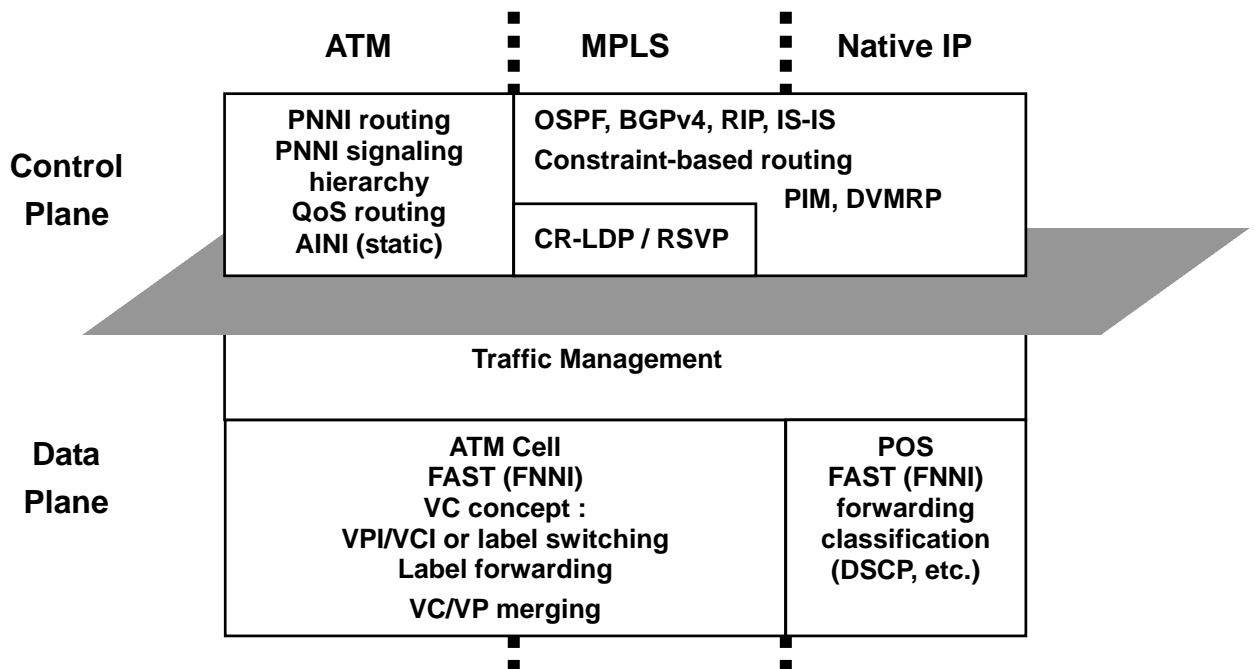 ATM
MPLS
Native IP
Control
Plane
PNNI routing
PNNI signaling
hierarchy
QoS routing
AINI (static)
OSPF, BGPv4, RIP, IS-IS
Constraint-based routing
PIM, DVMRP
CR-LDP / RSVP
Traffic Management
Data
Plane
ATM Cell
FAST (FNNI)
VC concept :
VPI/VCI or label switching
Label forwarding
VC/VP merging
POS
FAST (FNNI)
forwarding
classification
(DSCP, etc.)